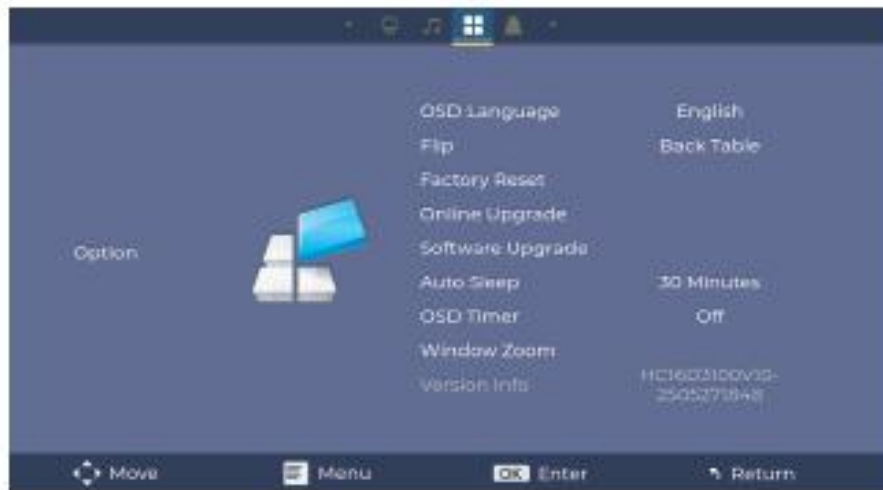 OSD Language English
Flip Back Table
Factory Reset
Online Upgrade
Software Upgrade
Option
Auto Sleep 30 Minutes
OSD Timer Off
Window Zoom
Version Info
Move Menu OK Enter Return